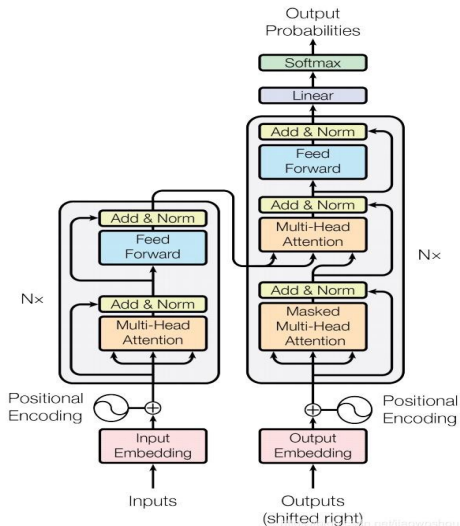 Output
Probabilities
Softmax
Linear
Add & Norm
Feed
Forward
Add & Norm
Multi-Head
Attention
Add & Norm
Masked
Multi-Head
Attention
Nx
Add & Norm
Feed
Forward
Add & Norm
Multi-Head
Attention
Nx
Positional
Encoding
Input
Embedding
Inputs
Positional
Encoding
Output
Embedding
Outputs
(shifted right)